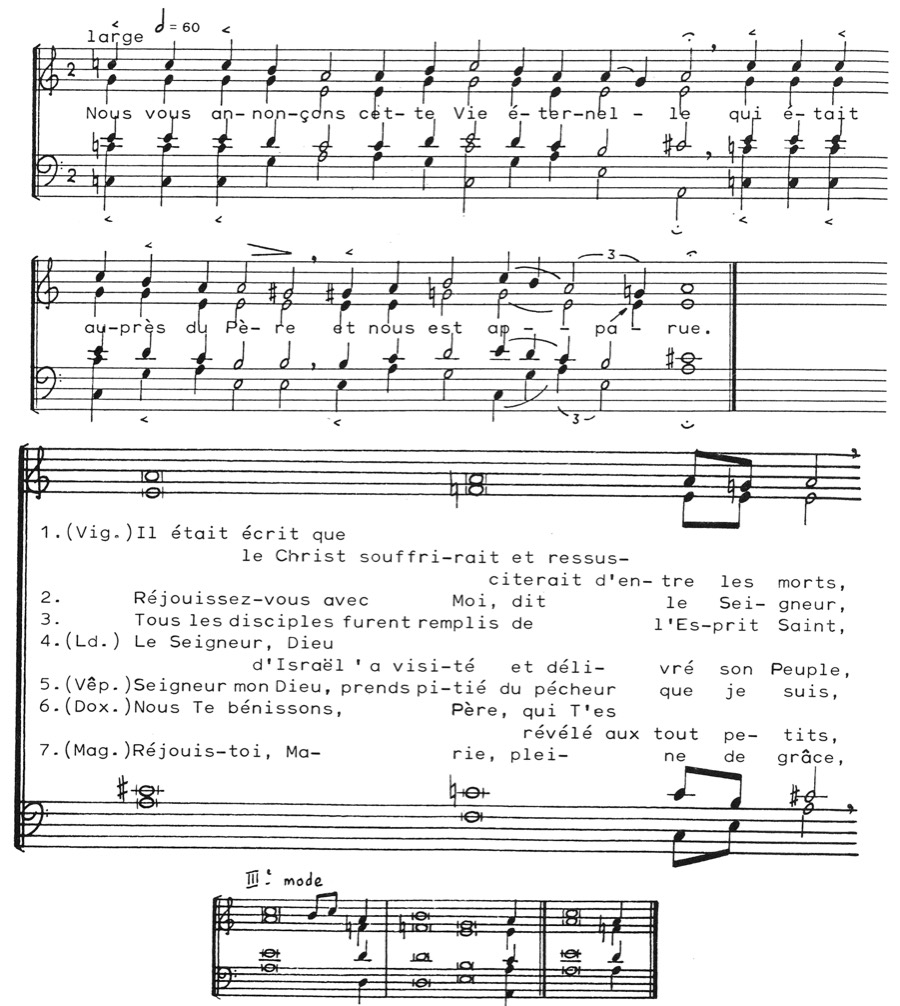 large 𝅗𝅥 = 60
Nous vous an-non-çons cet-te Vie é-ter-nel - le qui é-tait
3
au-près du Pè-re et nous est ap - - pa - rue.
3
1.(Vig.)Il était écrit que
le Christ souffri-rait et ressus-
citerait d'en-tre les morts,
2. Réjouissez-vous avec Moi, dit le Sei-gneur,
3. Tous les disciples furent remplis de l'Es-prit Saint,
4.(Ld.) Le Seigneur, Dieu
d'Israël 'a visi-té et déli- vré son Peuple,
5.(Vêp.)Seigneur mon Dieu, prends pi-tié du pécheur que je suis,
6.(Dox.)Nous Te bénissons, Père, qui T'es
révélé aux tout pe- tits,
7.(Mag.)Réjouis-toi, Ma- rie, plei- ne de grâce,
IIIe mode